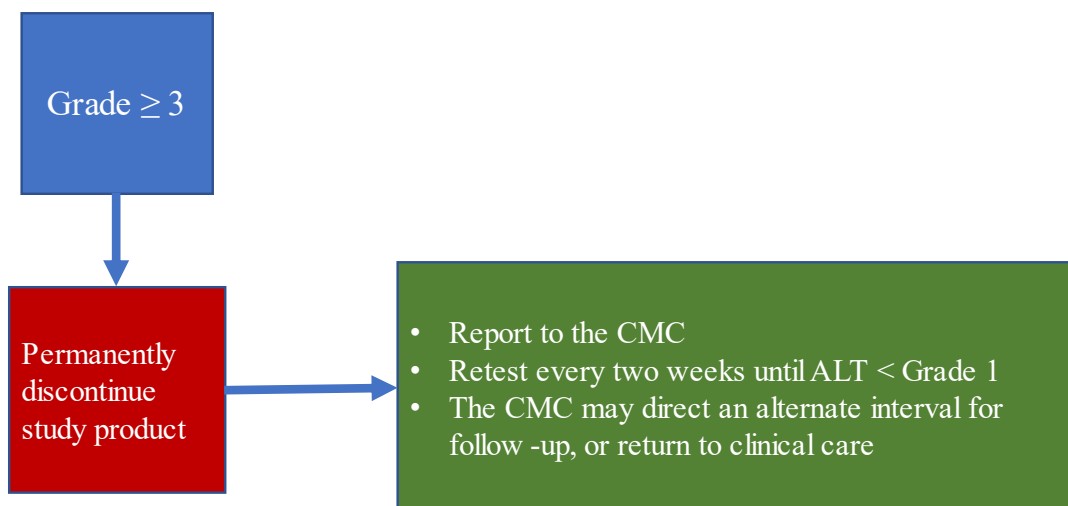 Grade ≥ 3
Permanently
discontinue
study product
• Report to the CMC
• Retest every two weeks until ALT < Grade 1
• The CMC may direct an alternate interval for
follow -up, or return to clinical care